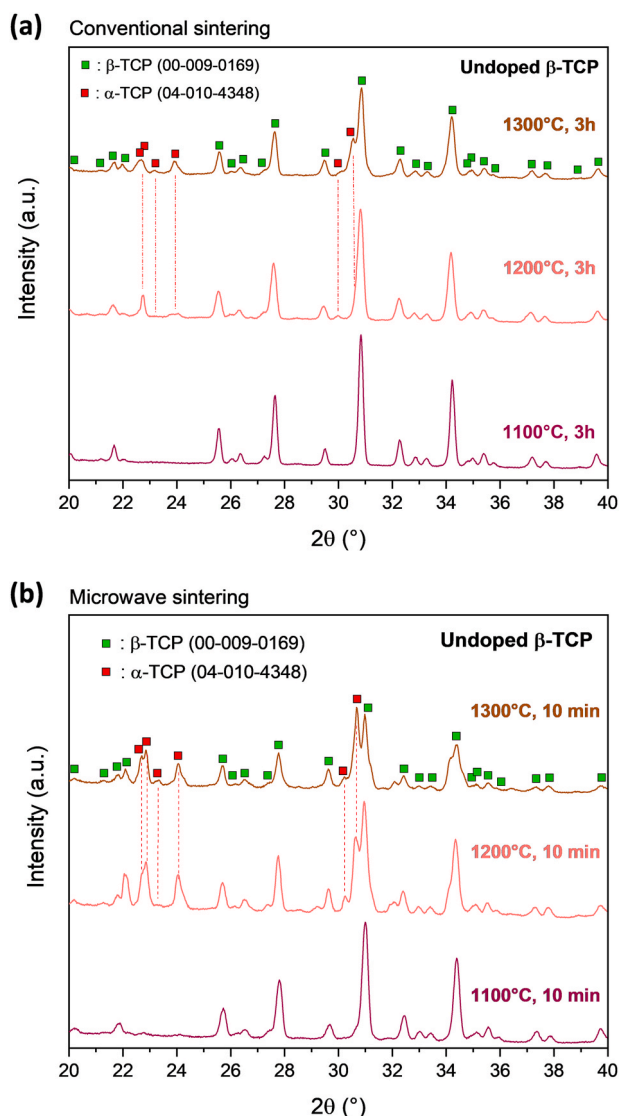 (a)
Conventional sintering
: β-TCP (00-009-0169)
: α-TCP (04-010-4348)
Undoped β-TCP
1300°C, 3h
1200°C, 3h
1100°C, 3h
Intensity (a.u.)
20 22 24 26 28 30 32 34 36 38 40
2θ (°)
(b)
Microwave sintering
: β-TCP (00-009-0169)
: α-TCP (04-010-4348)
Undoped β-TCP
1300°C, 10 min
1200°C, 10 min
1100°C, 10 min
Intensity (a.u.)
20 22 24 26 28 30 32 34 36 38 40
2θ (°)